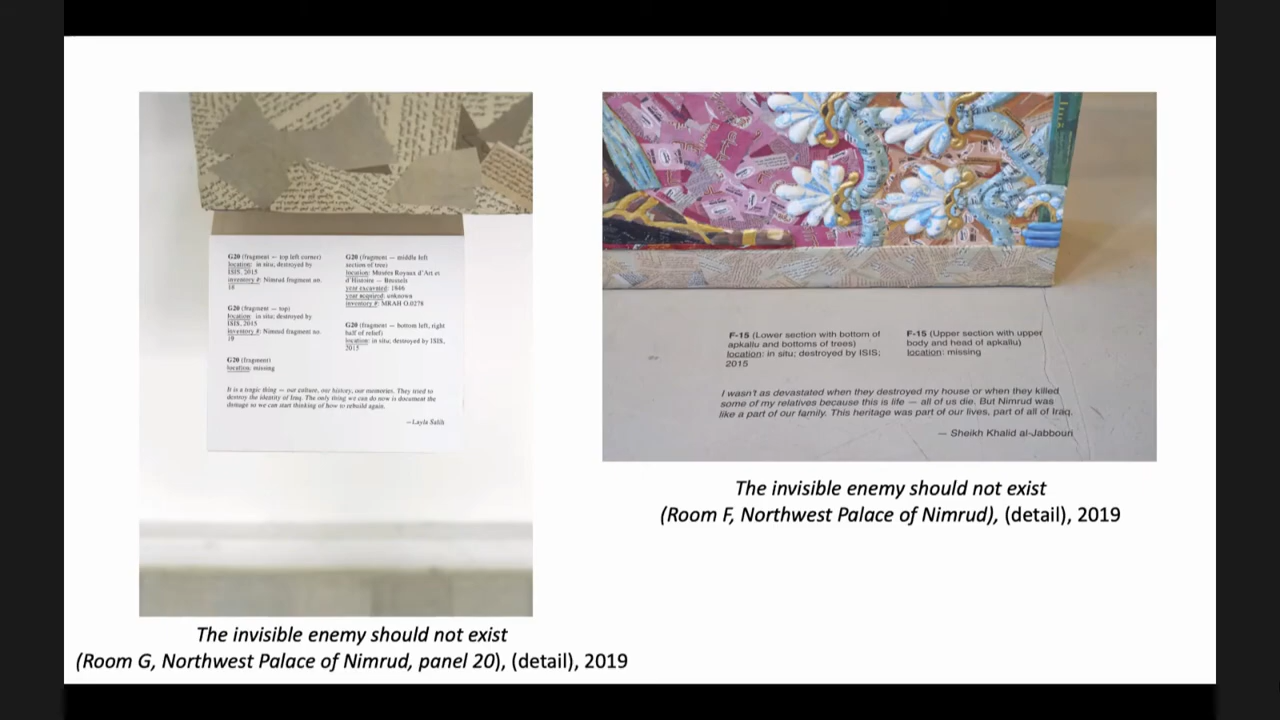 G20 (fragment — top left corner)
location: in situ, destroyed by
ISIS, 2015
inventory #: Nimrud fragment no.
18
G20 (fragment — top)
location: in situ; destroyed by
ISIS, 2015
inventory #: Nimrud fragment no.
19
G20 (fragment)
location: missing
G20 (fragment — middle left
section of tree)
location: Musées Royaux d'Art et
d'Histoire — Brussels
year excavated: 1846
year acquired: unknown
inventory #: MRAH O.0278
G20 (fragment — bottom left, right
half of relief)
location: in situ; destroyed by ISIS,
2015
It is a tragic thing — our culture, our history, our memories. They tried to
destroy the identity of Iraq. The only thing we can do now is document the
damage so we can start thinking of how to rebuild again.
—Layla Salih
The invisible enemy should not exist
(Room G, Northwest Palace of Nimrud, panel 20), (detail), 2019
F-15 (Lower section with bottom of
apkallu and bottoms of trees)
location: in situ; destroyed by ISIS;
2015
F-15 (Upper section with upper
body and head of apkallu)
location: missing
I wasn't as devastated when they destroyed my house or when they killed
some of my relatives because this is life — all of us die. But Nimrud was
like a part of our family. This heritage was part of our lives, part of all of Iraq.
— Sheikh Khalid al-Jabbouri
The invisible enemy should not exist
(Room F, Northwest Palace of Nimrud), (detail), 2019